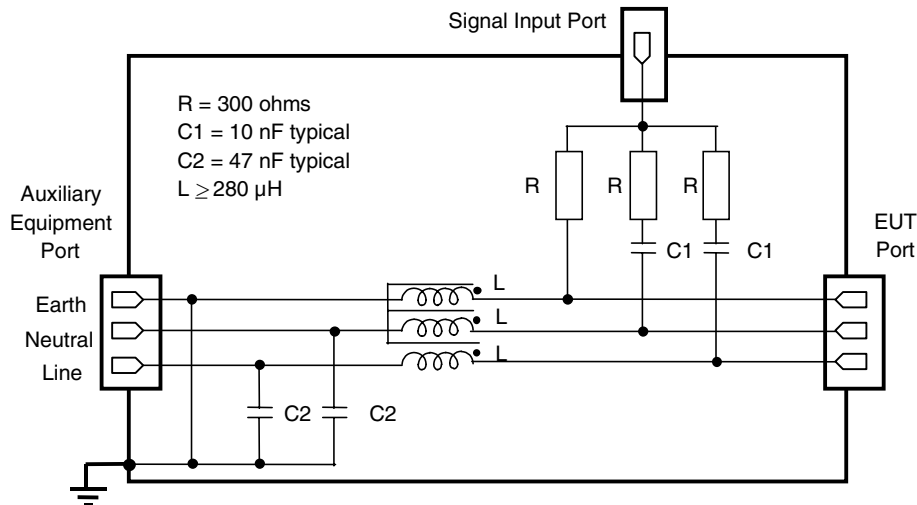 Signal Input Port
R = 300 ohms
C1 = 10 nF typical
C2 = 47 nF typical
L ≥ 280 µH
R
R
R
Auxiliary
Equipment
Port
EUT
Port
C1
C1
Earth
L
Neutral
L
Line
L
C2
C2